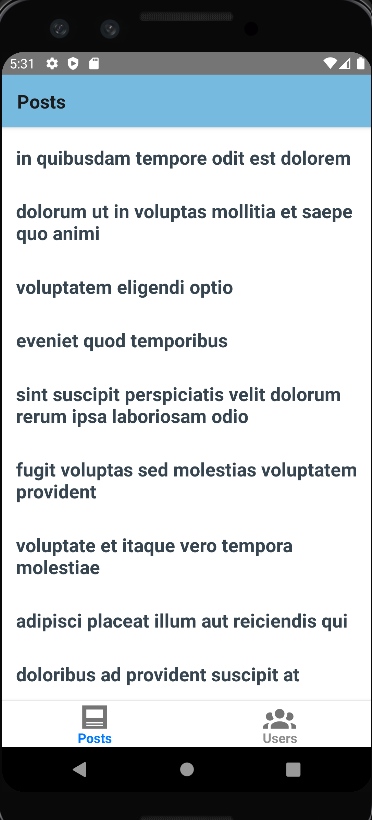 5:31
Posts
in quibusdam tempore odit est dolorem
dolorum ut in voluptas mollitia et saepe
quo animi
voluptatem eligendi optio
eveniet quod temporibus
sint suscipit perspiciatis velit dolorum
rerum ipsa laboriosam odio
fugit voluptas sed molestias voluptatem
provident
voluptate et itaque vero tempora
molestiae
adipisci placeat illum aut reiciendis qui
doloribus ad provident suscipit at
Posts
Users